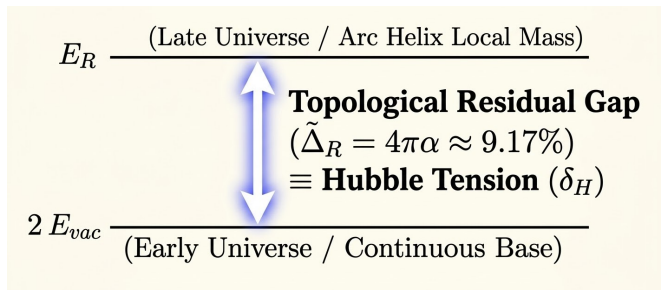 (Late Universe / Arc Helix Local Mass)
E_R
Topological Residual Gap
(Δ̃_R = 4πα ≈ 9.17%)
≡ Hubble Tension (δ_H)
2 E_vac
(Early Universe / Continuous Base)